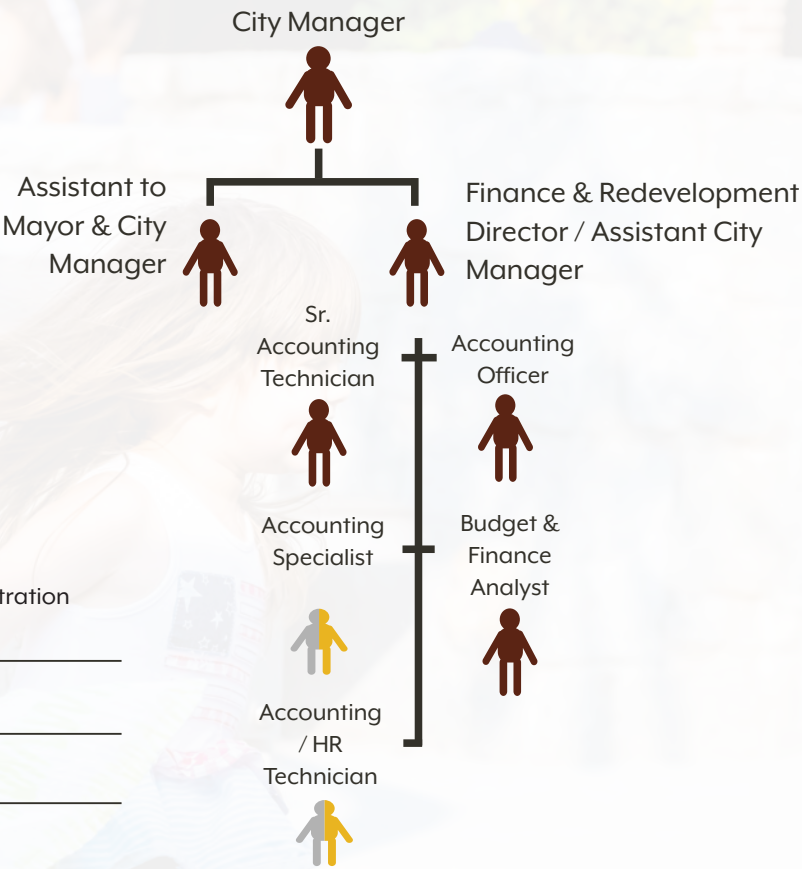 City Manager
Assistant to
Mayor & City
Manager
Finance & Redevelopment
Director / Assistant City
Manager
Sr.
Accounting
Technician
Accounting
Officer
Accounting
Specialist
Budget &
Finance
Analyst
tration
Accounting
/ HR
Technician